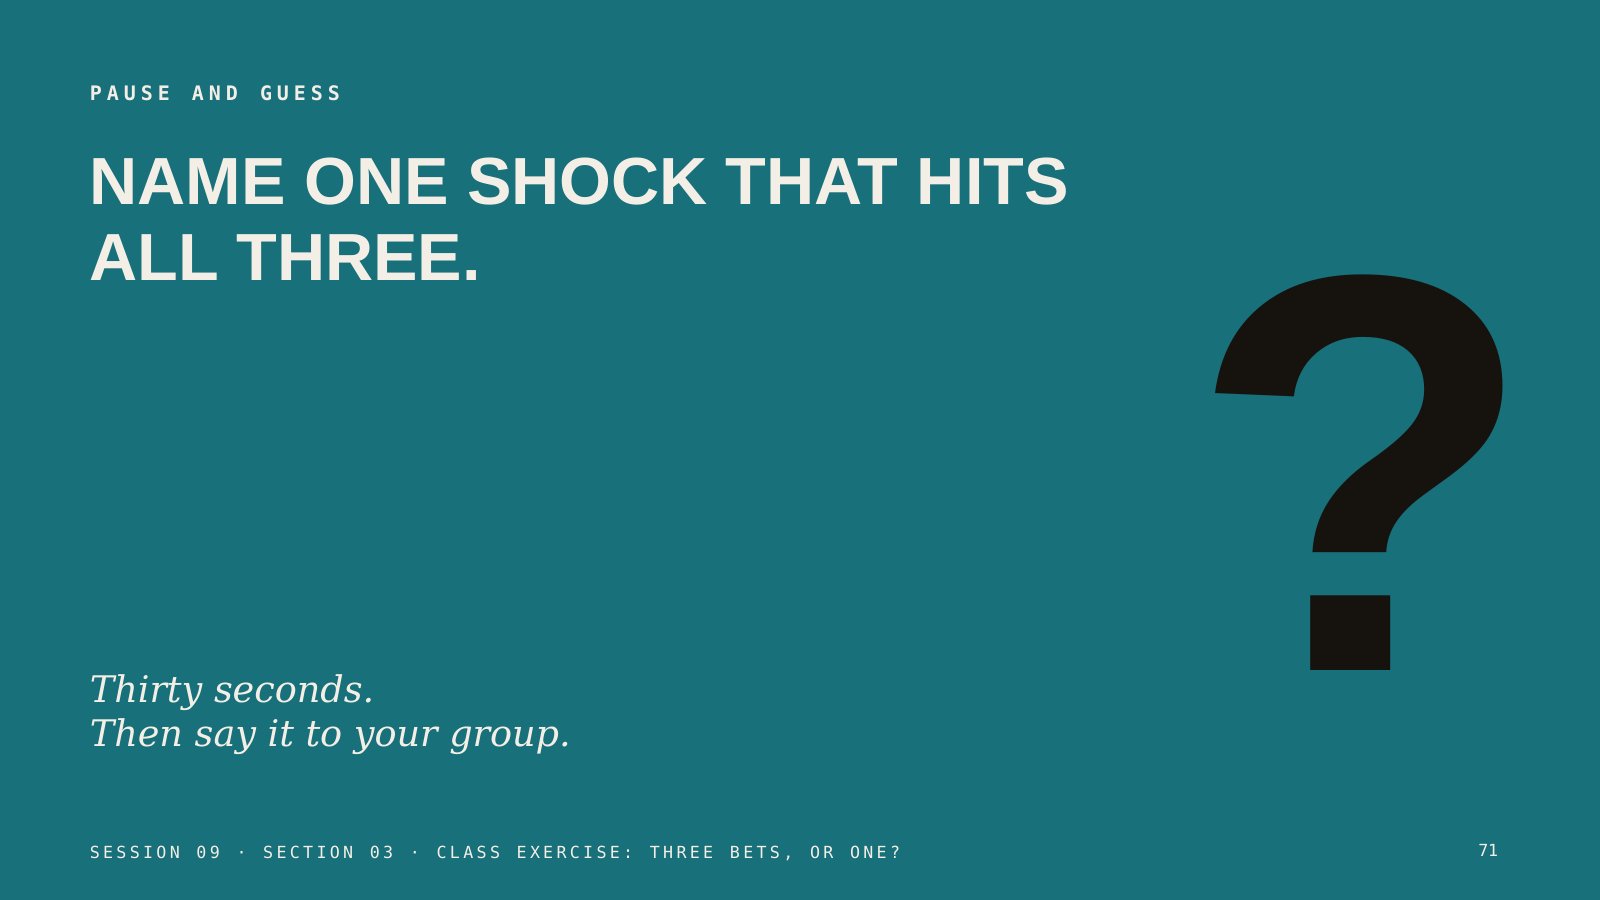 PAUSE AND GUESS
NAME ONE SHOCK THAT HITS
ALL THREE.
?
Thirty seconds.
Then say it to your group.
SESSION 09 · SECTION 03 · CLASS EXERCISE: THREE BETS, OR ONE?
71